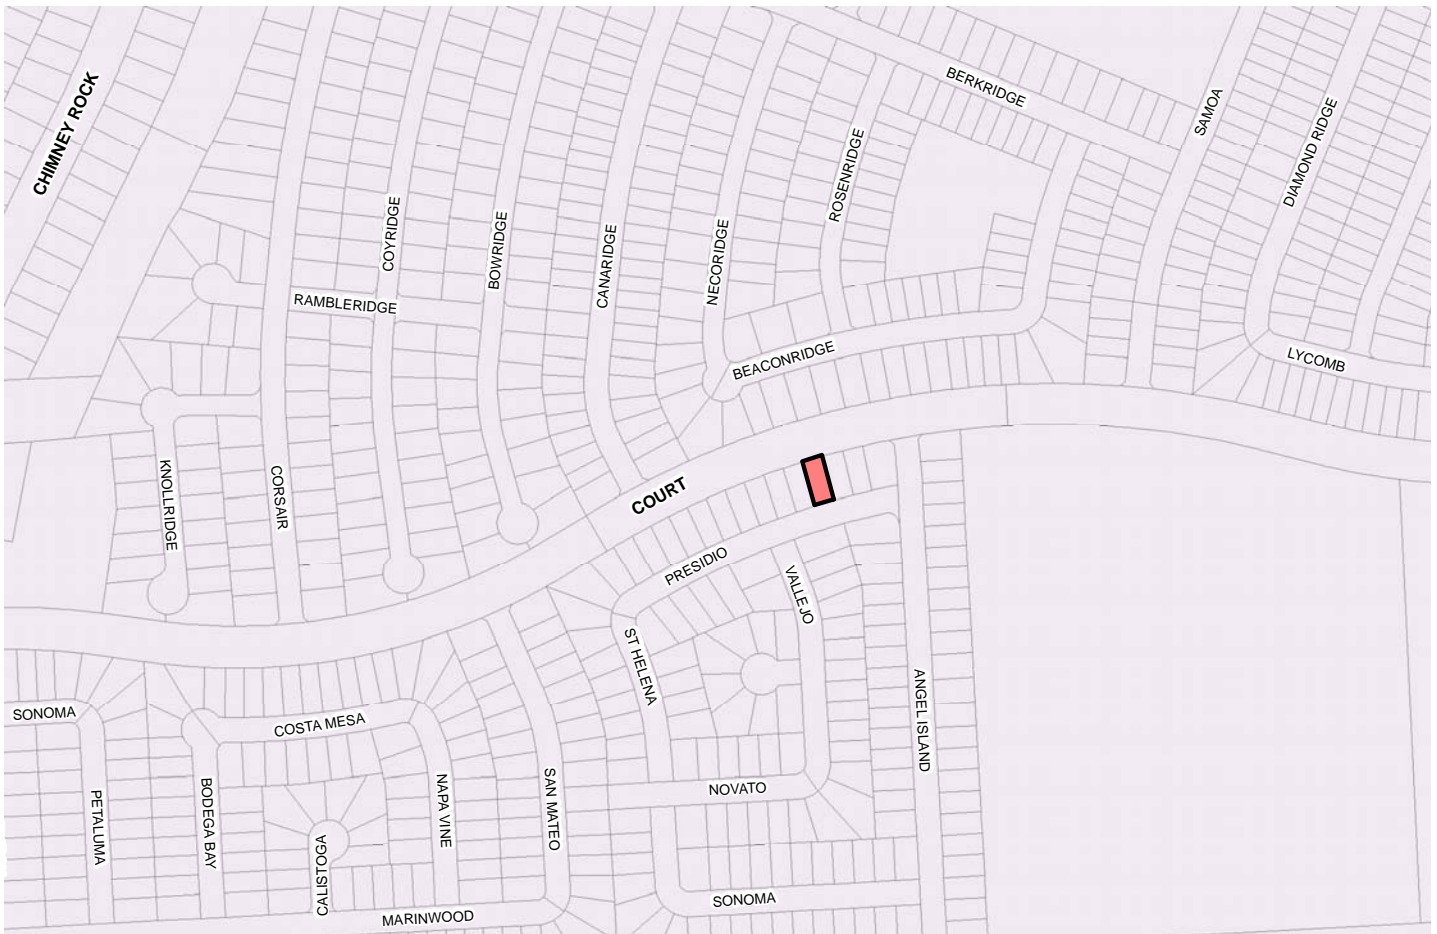 BERKRIDGE
SAMOA
CHIMNEY ROCK
DIAMOND RIDGE
ROSENRIDGE
COYRIDGE
BOWRIDGE
CANARIDGE
NECORIDGE
RAMBLERIDGE
BEACONRIDGE
LYCOMB
KNOLLRIDGE
CORSAIR
COURT
PRESIDIO
VALLEJO
ST HELENA
ANGEL ISLAND
SONOMA
COSTA MESA
PETALUMA
BODEGA BAY
NAPA VINE
SAN MATEO
NOVATO
CALISTOGA
SONOMA
MARINWOOD